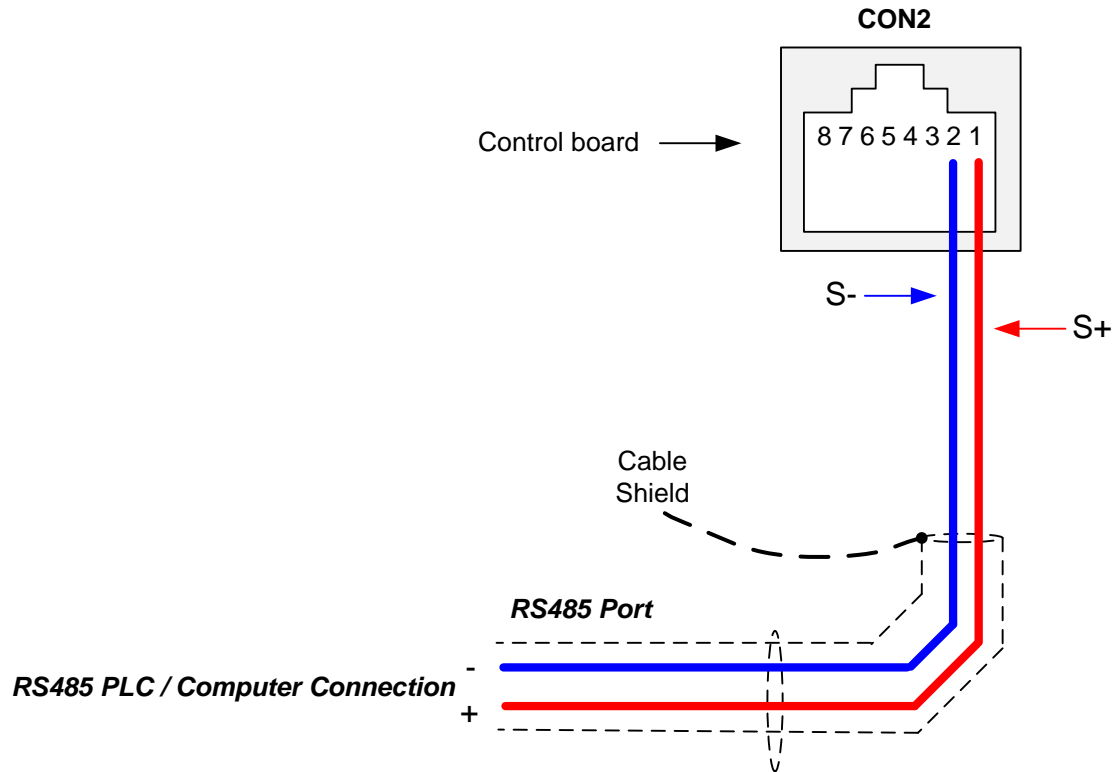 CON2
Control board
8 7 6 5 4 3 2 1
S-
S+
Cable
Shield
RS485 Port
-
RS485 PLC / Computer Connection
+